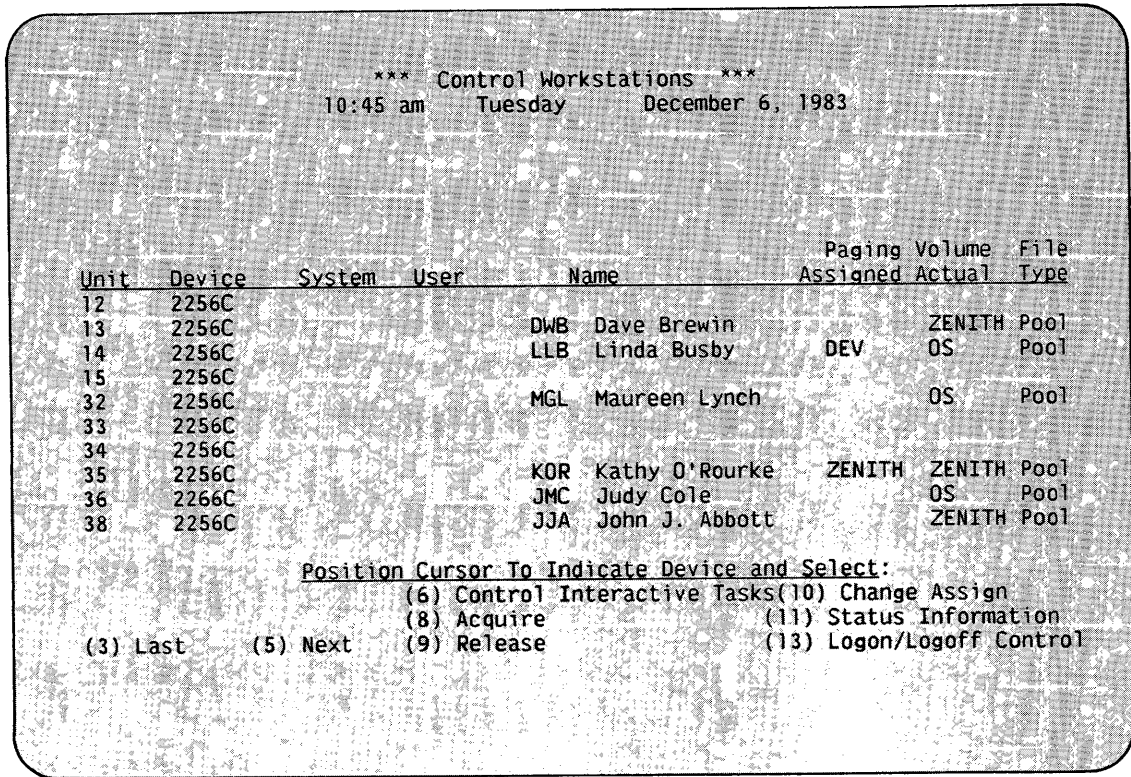 *** Control Workstations ***
10:45 am Tuesday December 6, 1983
Paging Volume File
Unit Device System User Name Assigned Actual Type
12 2256C
13 2256C DWB Dave Brewin ZENITH Pool
14 2256C LLB Linda Busby DEV OS Pool
15 2256C
32 2256C MGL Maureen Lynch OS Pool
33 2256C
34 2256C
35 2256C KOR Kathy O'Rourke ZENITH ZENITH Pool
36 2266C JMC Judy Cole OS Pool
38 2256C JJA John J. Abbott ZENITH Pool
Position Cursor To Indicate Device and Select:
(6) Control Interactive Tasks(10) Change Assign
(8) Acquire (11) Status Information
(3) Last (5) Next (9) Release (13) Logon/Logoff Control